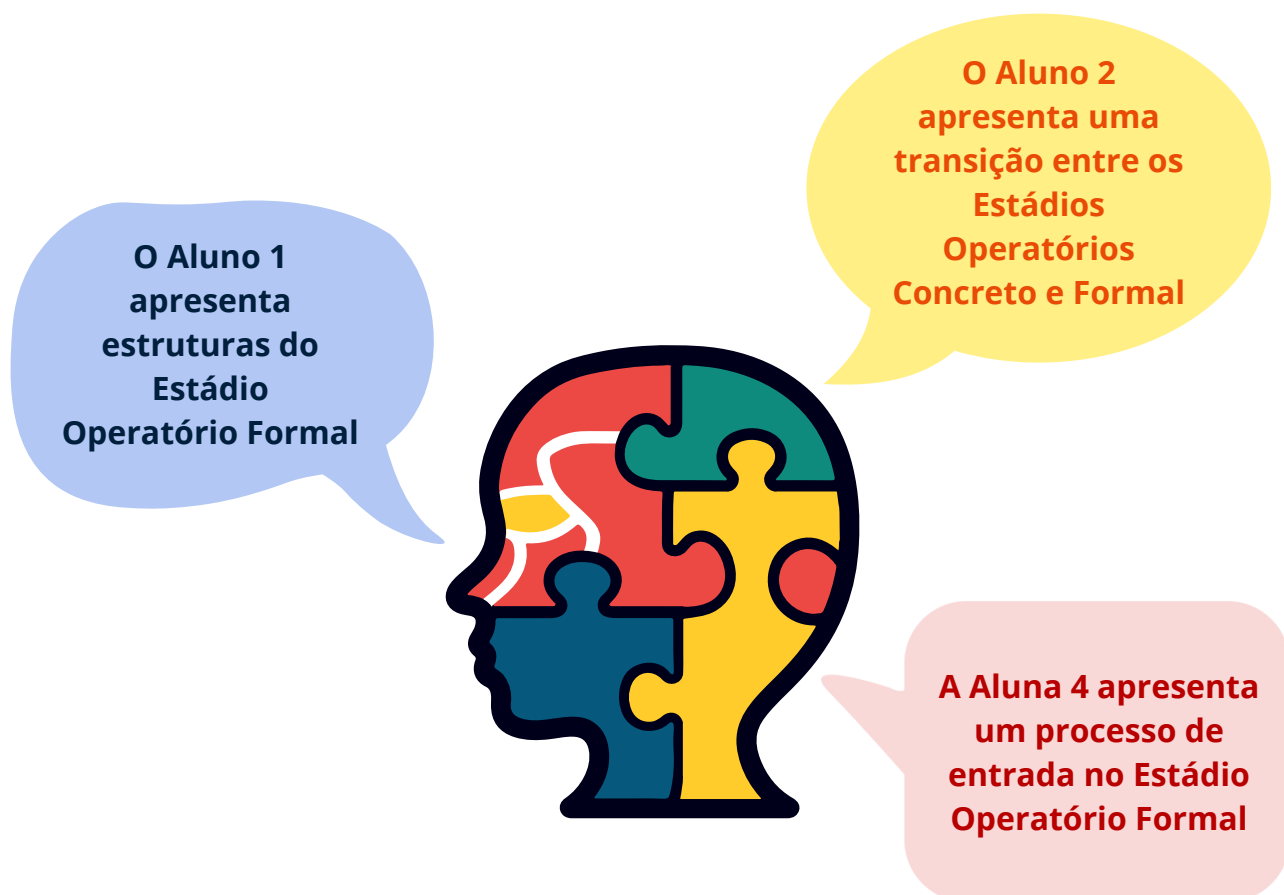 O Aluno 1
apresenta
estruturas do
Estádio
Operatório Formal
O Aluno 2
apresenta uma
transição entre os
Estádios
Operatórios
Concreto e Formal
A Aluna 4 apresenta
um processo de
entrada no Estádio
Operatório Formal